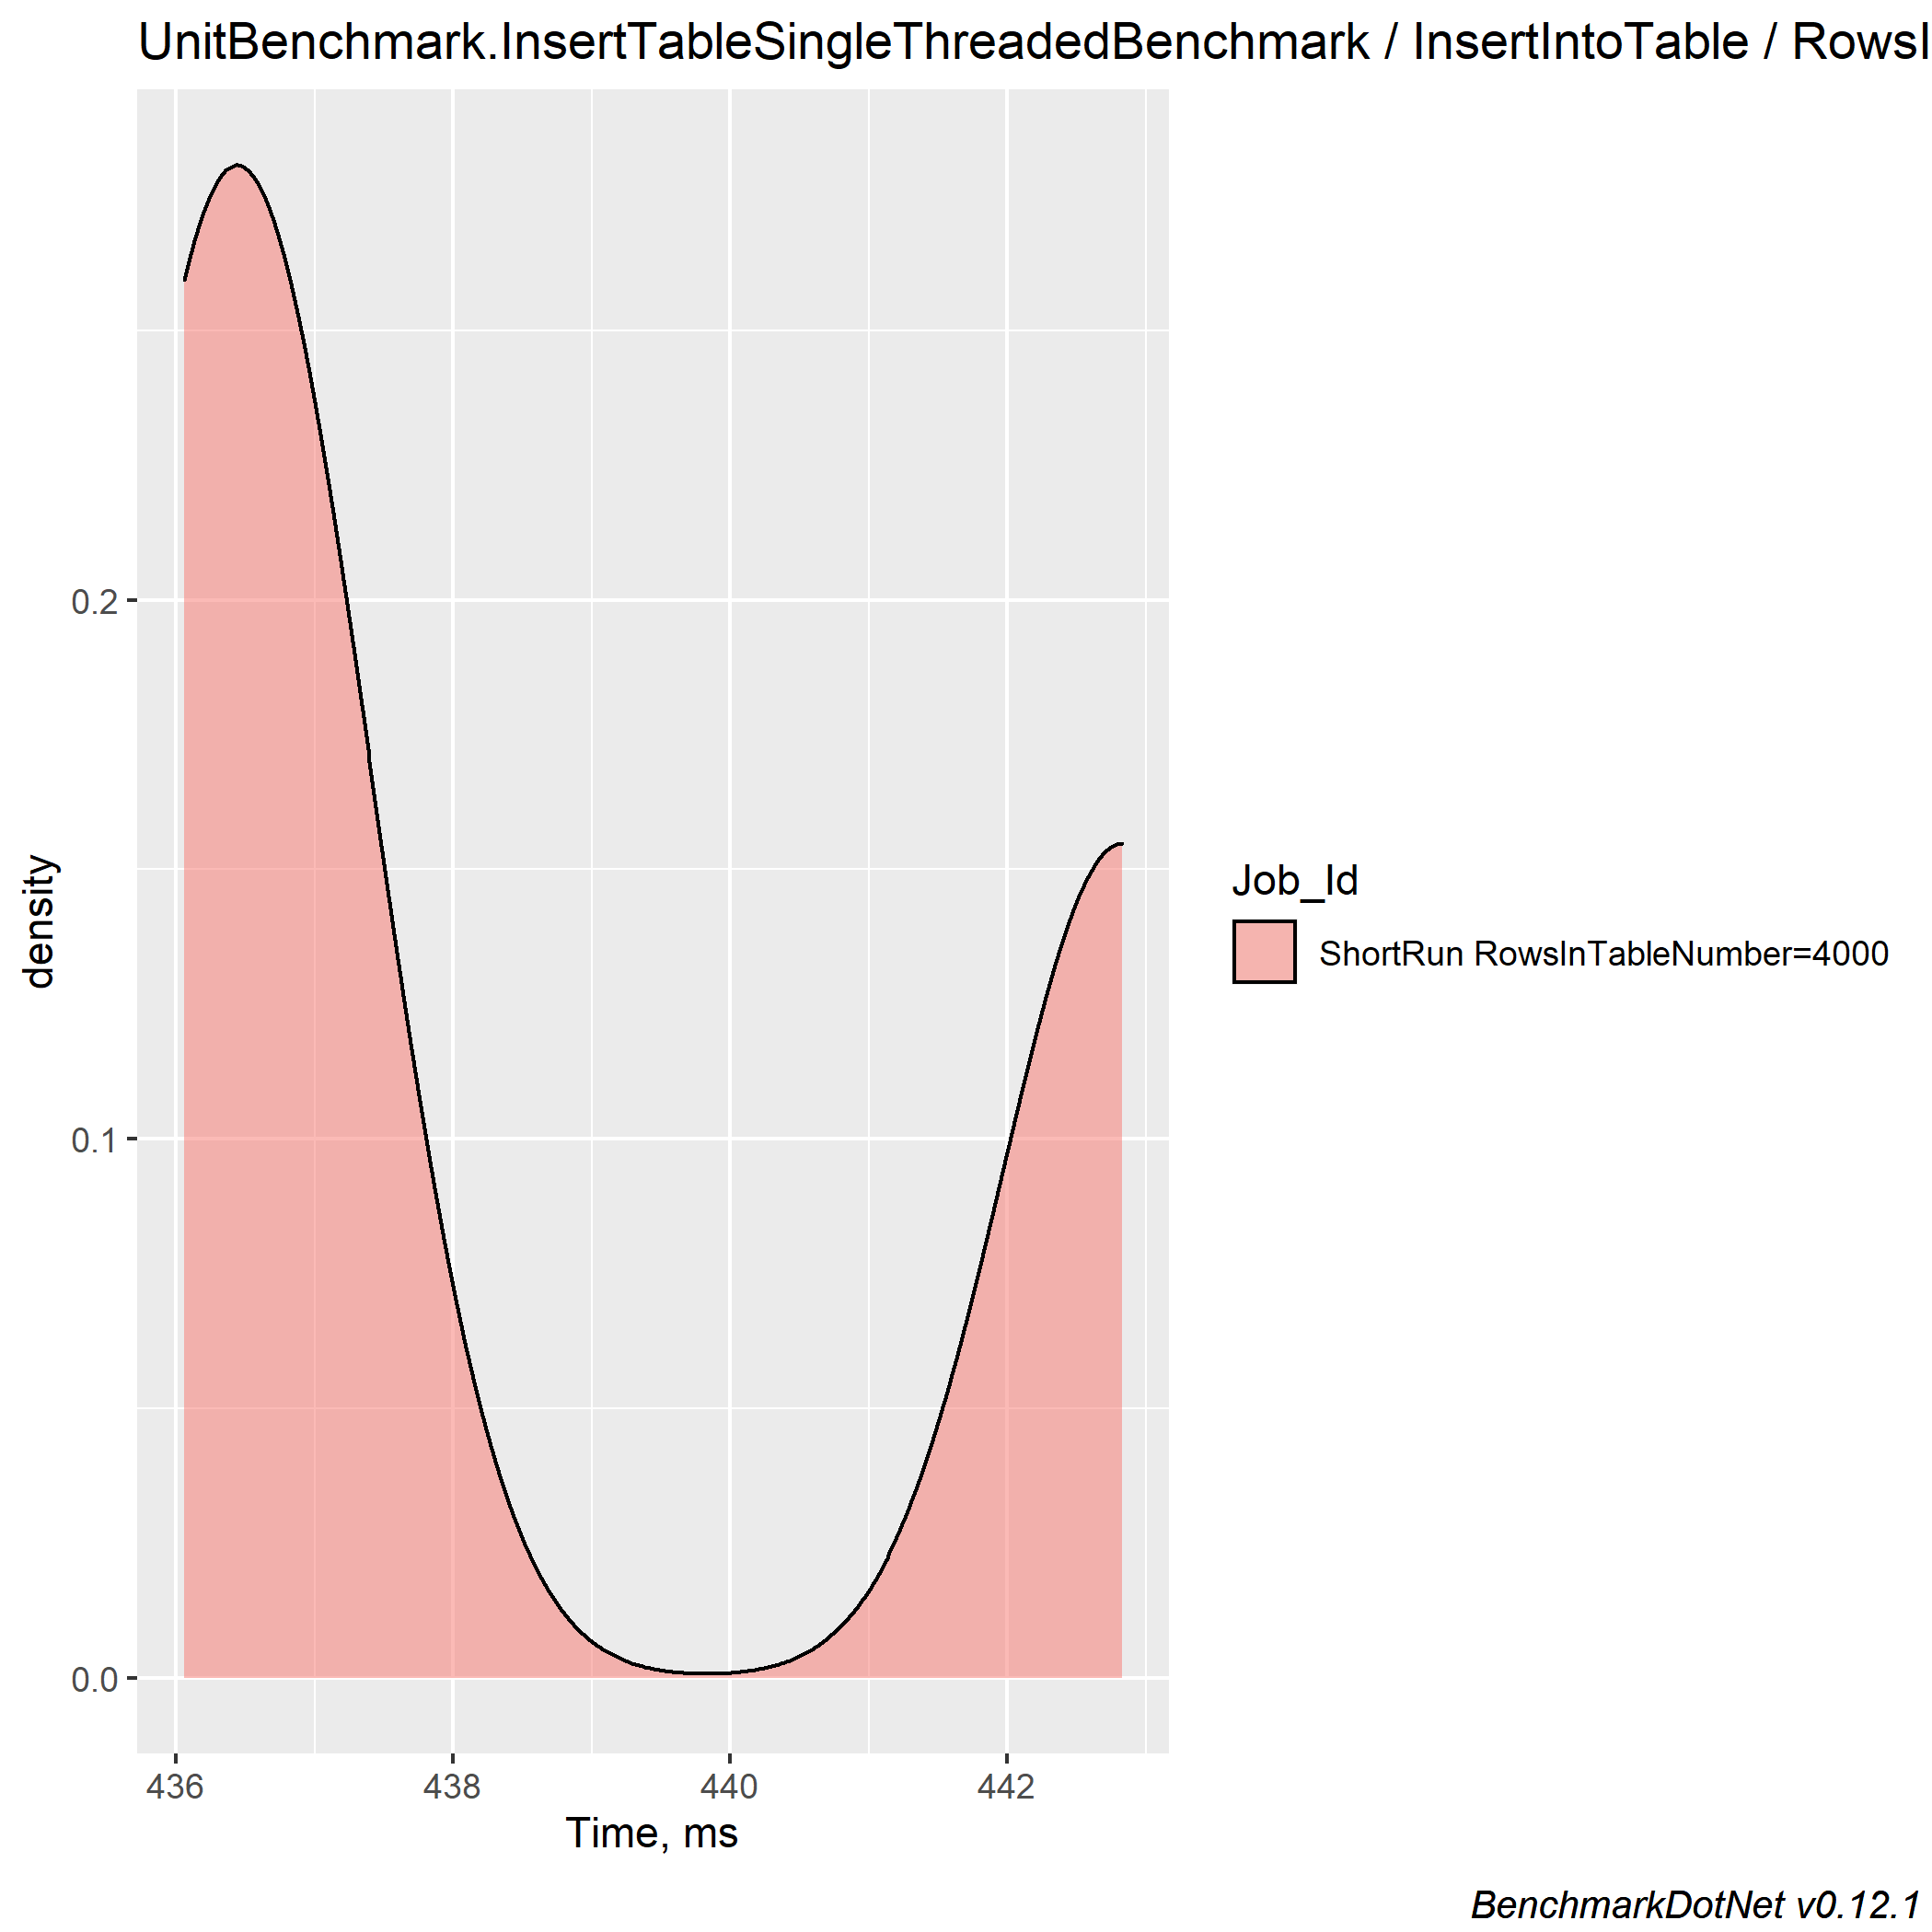 UnitBenchmark.InsertTableSingleThreadedBenchmark / InsertIntoTable / RowsI
density
0.2
0.1
0.0
436 438 440 442
Time, ms
Job_Id
ShortRun RowsInTableNumber=4000
BenchmarkDotNet v0.12.1